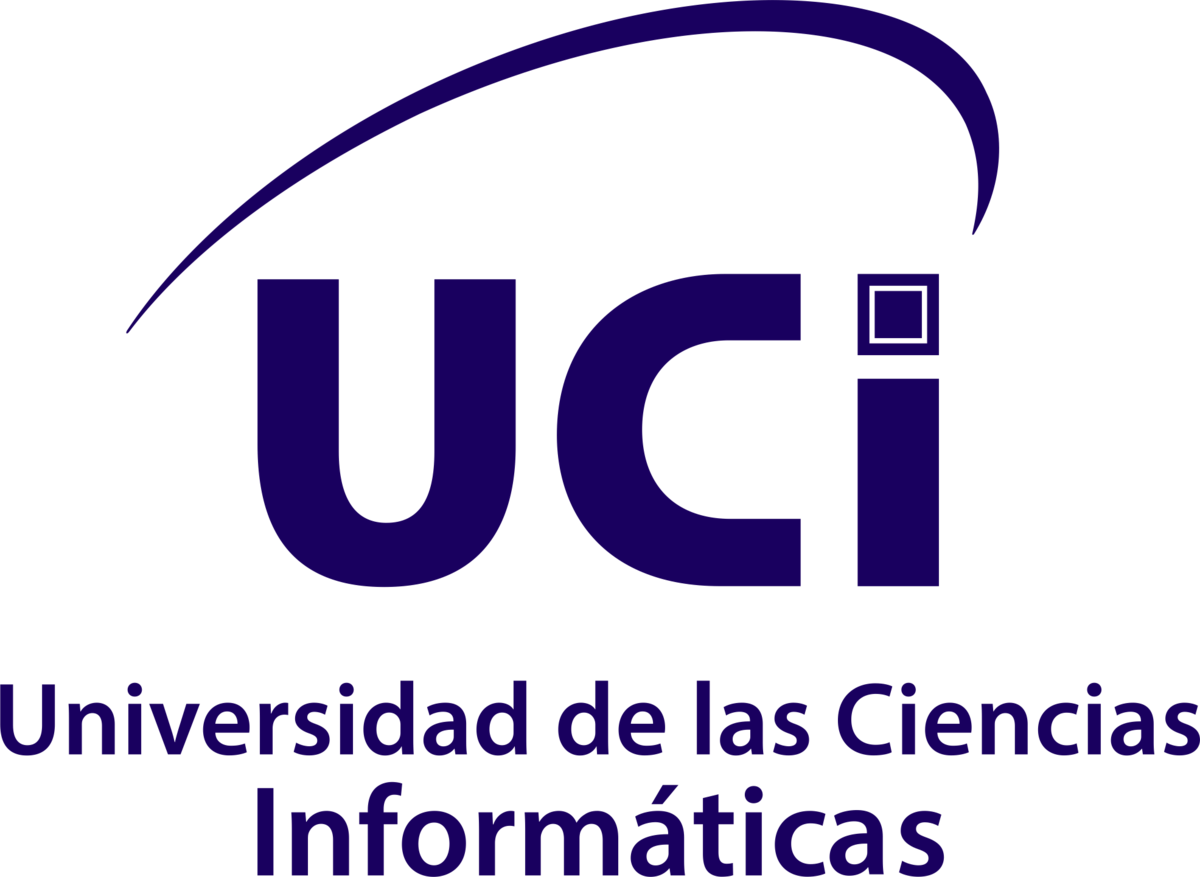 UCi
Universidad de las Ciencias
Informáticas